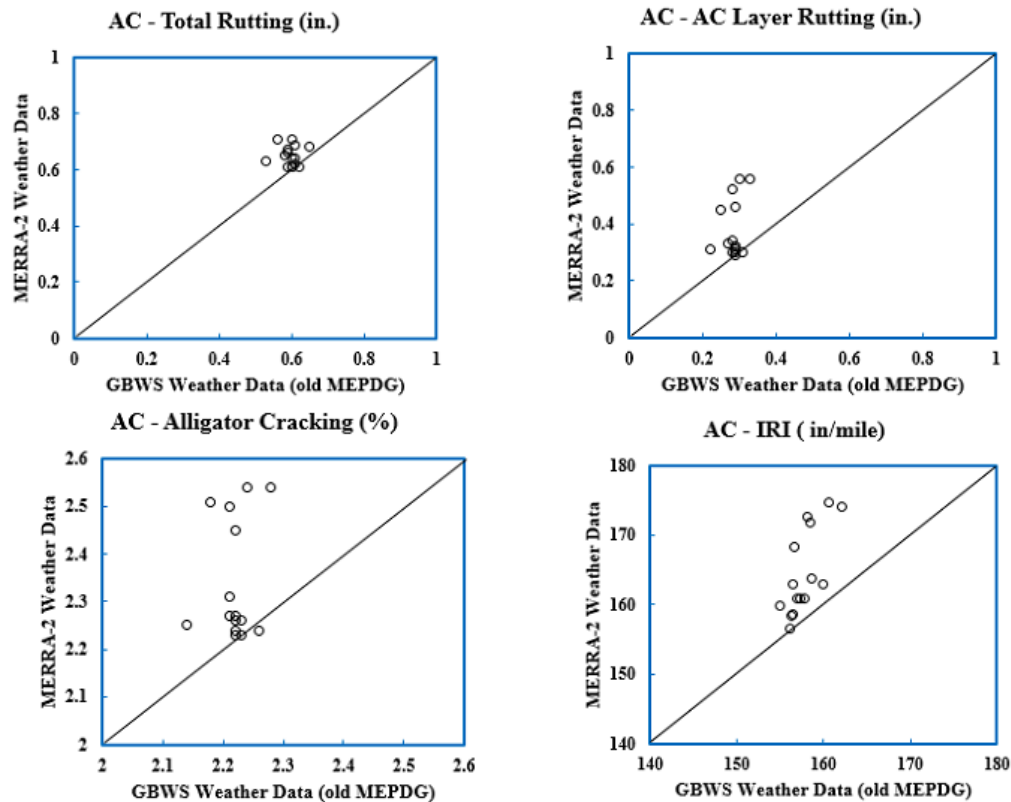 AC - Total Rutting (in.)
MERRA-2 Weather Data
1
0.8
0.6
0.4
0.2
0
0 0.2 0.4 0.6 0.8 1
GBWS Weather Data (old MEPDG)
AC - AC Layer Rutting (in.)
MERRA-2 Weather Data
1
0.8
0.6
0.4
0.2
0
0 0.2 0.4 0.6 0.8 1
GBWS Weather Data (old MEPDG)
AC - Alligator Cracking (%)
MERRA-2 Weather Data
2.6
2.5
2.4
2.3
2.2
2.1
2
2 2.1 2.2 2.3 2.4 2.5 2.6
GBWS Weather Data (old MEPDG)
AC - IRI ( in/mile)
MERRA-2 Weather Data
180
170
160
150
140
140 150 160 170 180
GBWS Weather Data (old MEPDG)